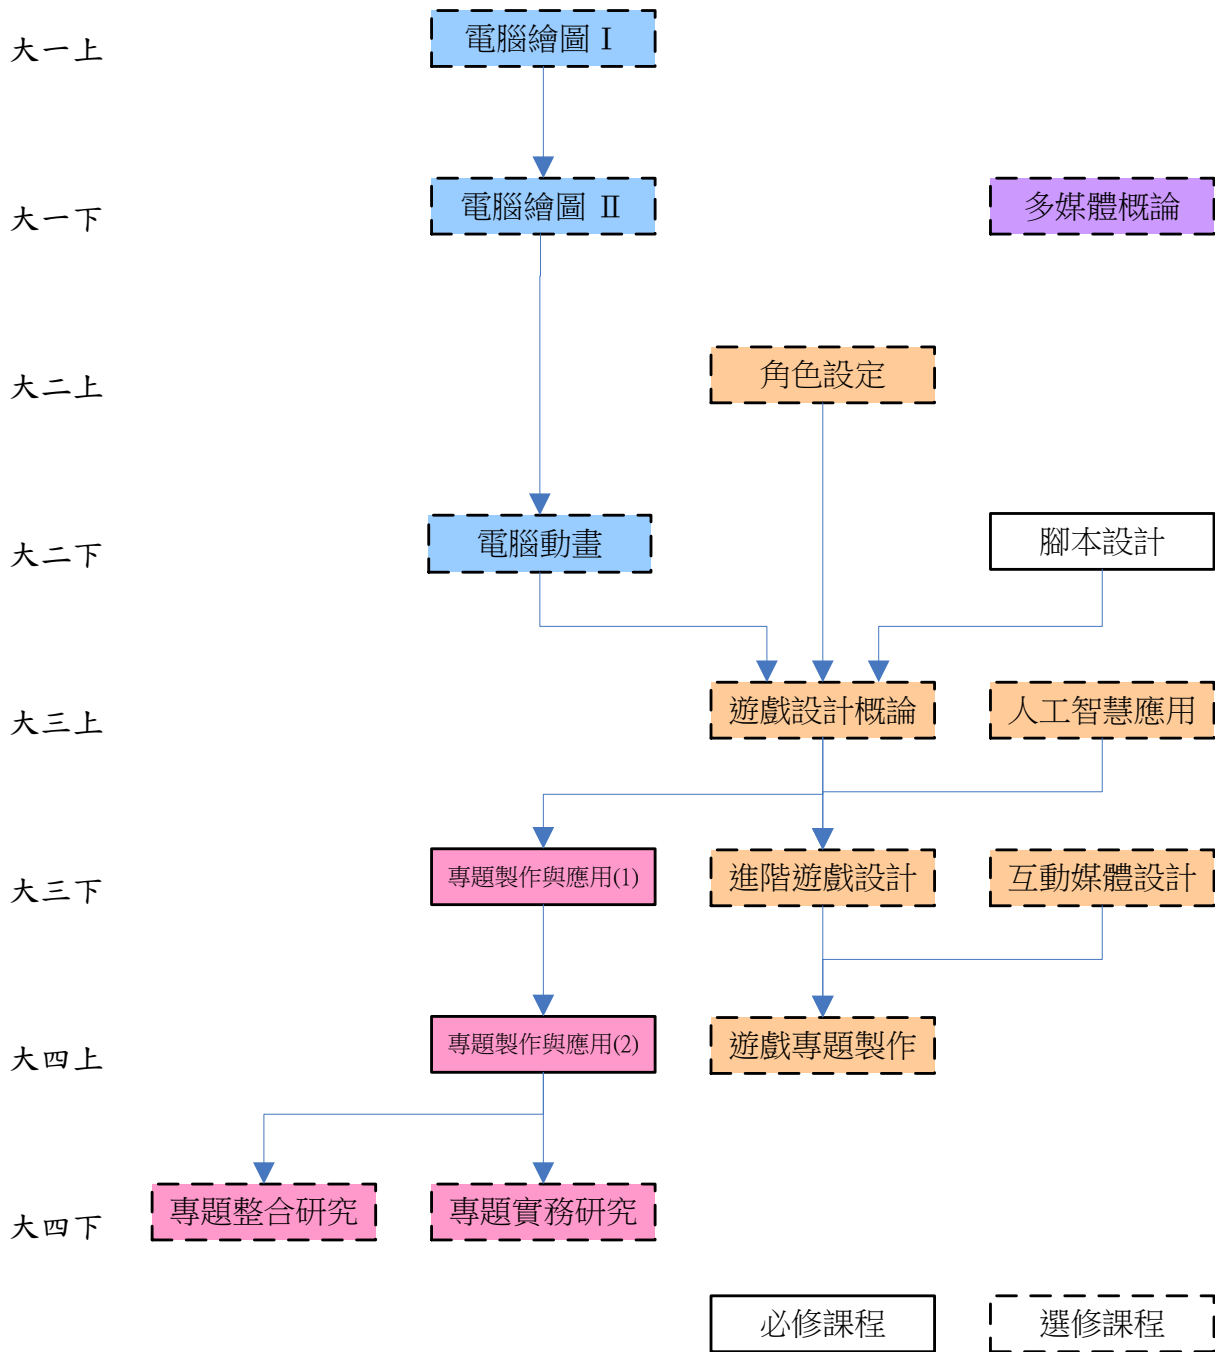 大一上
電腦繪圖 I
大一下
電腦繪圖 II
多媒體概論
大二上
角色設定
大二下
電腦動畫
腳本設計
大三上
遊戲設計概論
人工智慧應用
大三下
專題製作與應用(1)
進階遊戲設計
互動媒體設計
大四上
專題製作與應用(2)
遊戲專題製作
大四下
專題整合研究
專題實務研究
必修課程
選修課程